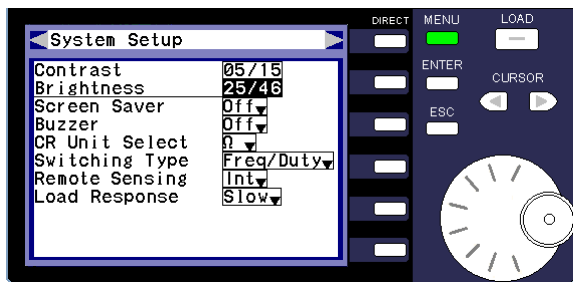 DIRECT MENU LOAD
System Setup
Contrast 05/15
Brightness 25/46
Screen Saver Off
Buzzer Off
CR Unit Select Ω
Switching Type Freq/Duty
Remote Sensing Int
Load Response Slow
ENTER
CURSOR
ESC